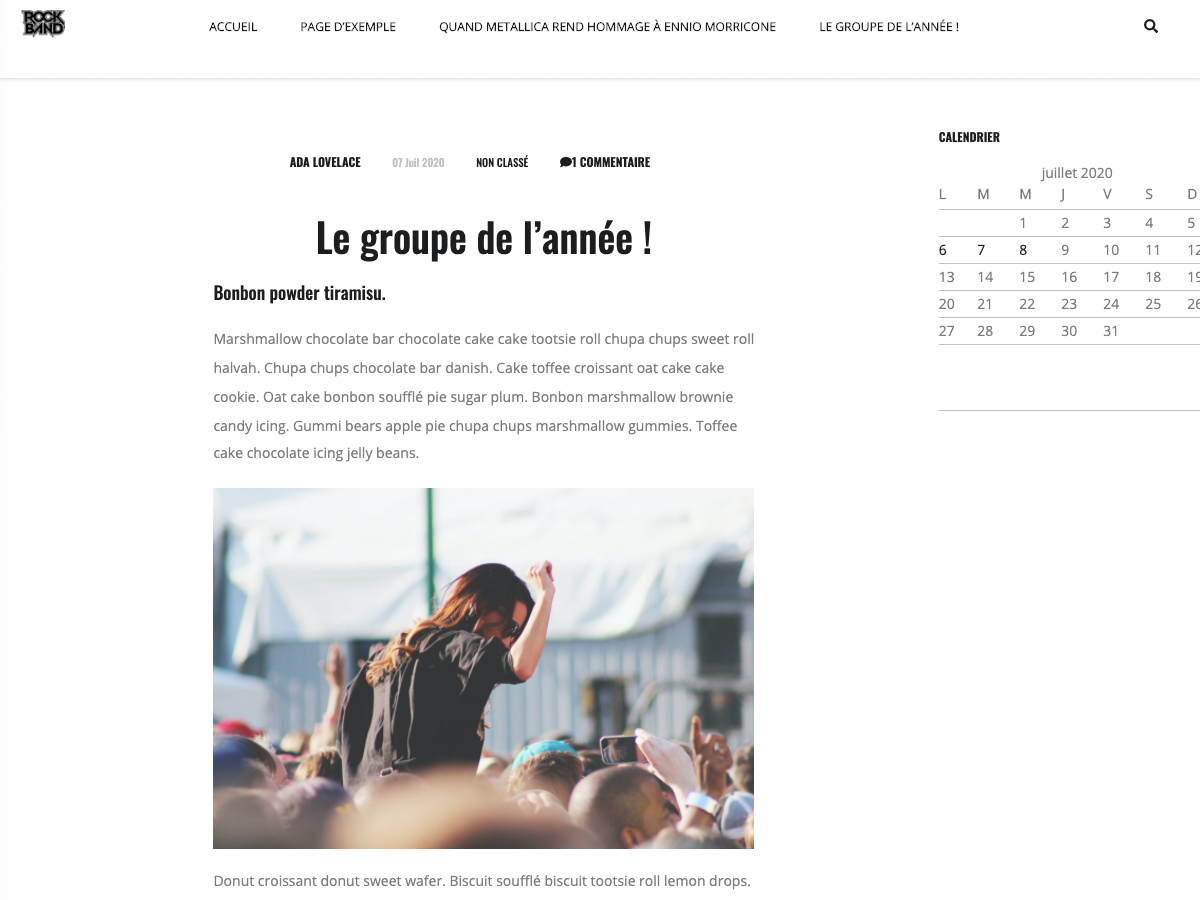 ROCK
BAND
ACCUEIL PAGE D’EXEMPLE QUAND METALLICA REND HOMMAGE À ENNIO MORRICONE LE GROUPE DE L’ANNÉE !
ADA LOVELACE 07 Juil 2020 NON CLASSÉ 1 COMMENTAIRE
Le groupe de l’année !
Bonbon powder tiramisu.
Marshmallow chocolate bar chocolate cake cake tootsie roll chupa chups sweet roll
halvah. Chupa chups chocolate bar danish. Cake toffee croissant oat cake cake
cookie. Oat cake bonbon soufflé pie sugar plum. Bonbon marshmallow brownie
candy icing. Gummi bears apple pie chupa chups marshmallow gummies. Toffee
cake chocolate icing jelly beans.
Donut croissant donut sweet wafer. Biscuit soufflé biscuit tootsie roll lemon drops.
CALENDRIER
juillet 2020
L M M J V S D
1 2 3 4 5
6 7 8 9 10 11 12
13 14 15 16 17 18 19
20 21 22 23 24 25 26
27 28 29 30 31